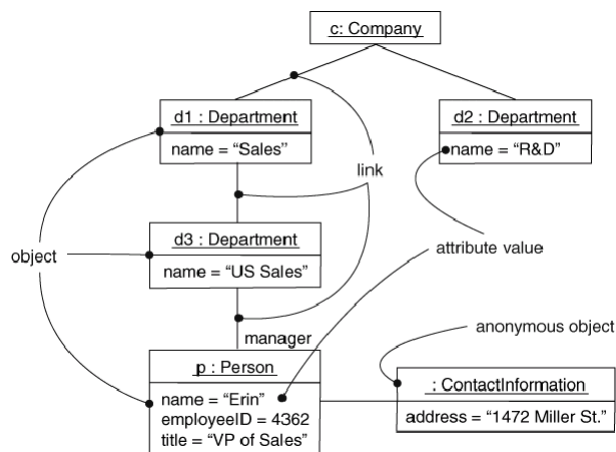 c: Company
d1 : Department
name = “Sales”
d2 : Department
name = “R&D”
link
d3 : Department
name = “US Sales”
object
attribute value
manager
anonymous object
p : Person
name = “Erin”
employeeID = 4362
title = “VP of Sales”
: ContactInformation
address = “1472 Miller St.”